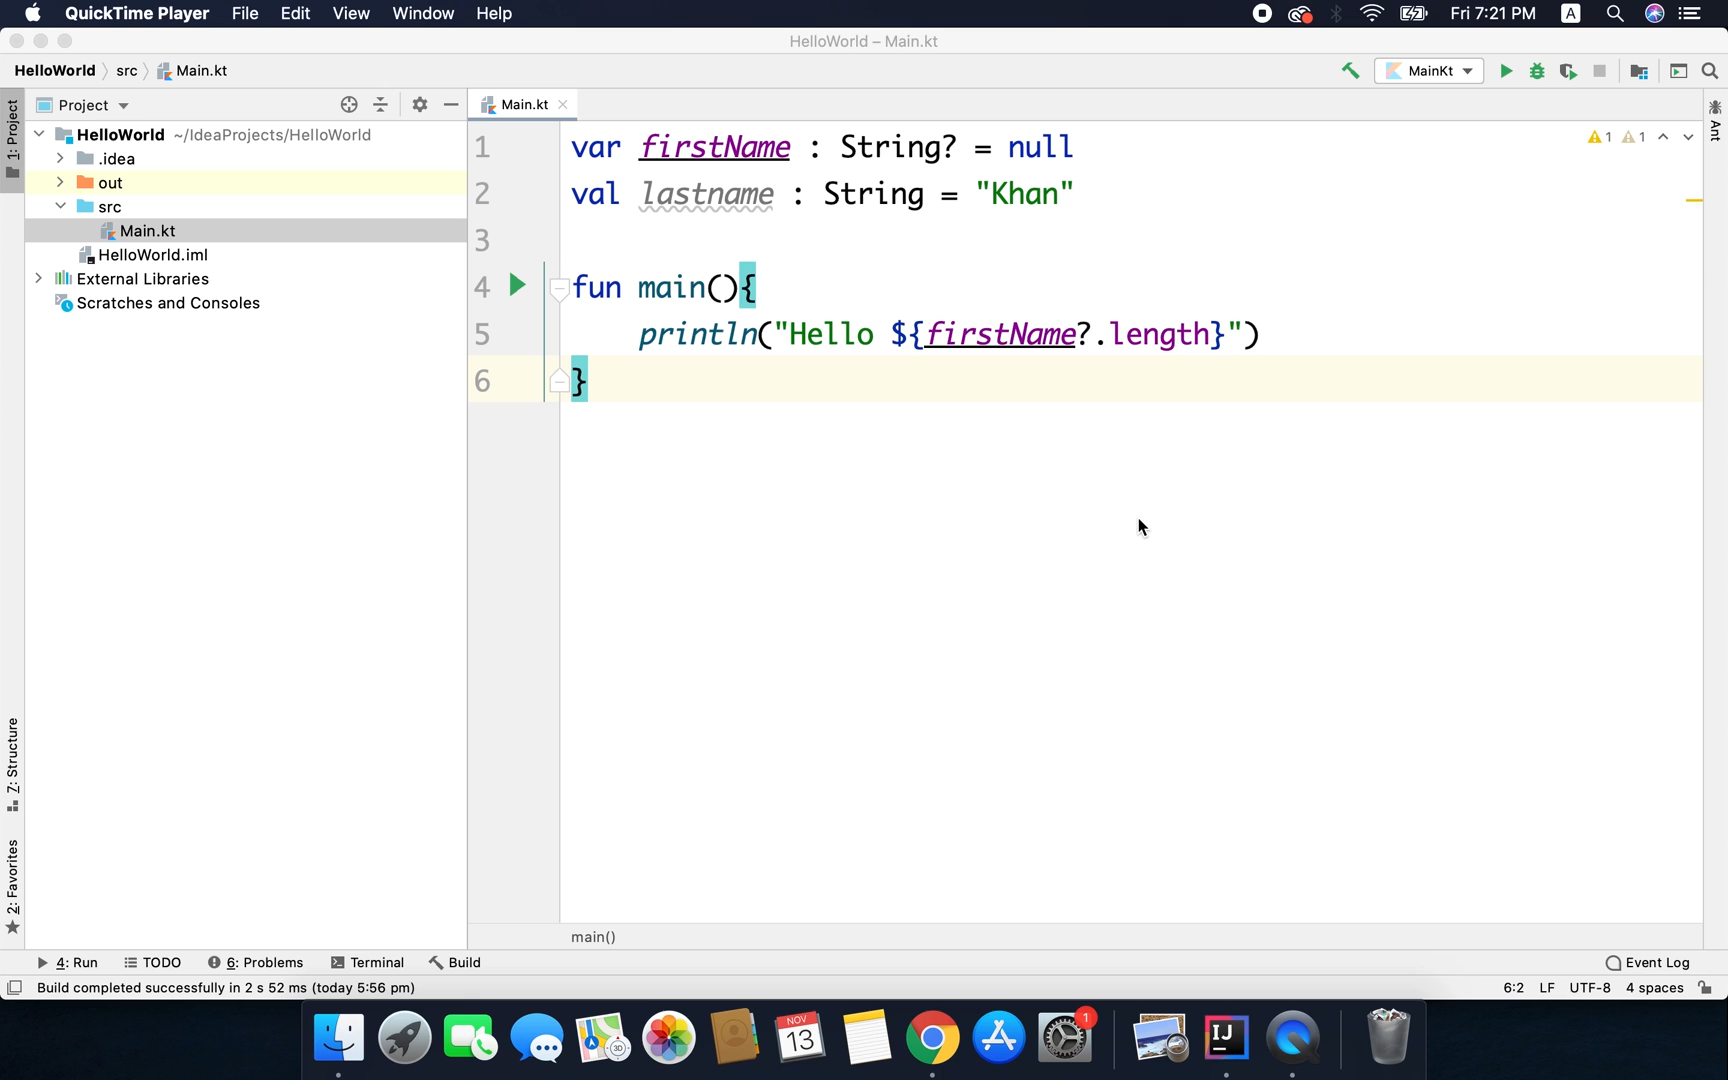 QuickTime Player File Edit View Window Help Fri 7:21 PM A
HelloWorld – Main.kt
HelloWorld src Main.kt MainKt
1: Project
Project
Main.kt
Ant
HelloWorld ~/IdeaProjects/HelloWorld
.idea
out
src
Main.kt
HelloWorld.iml
External Libraries
Scratches and Consoles
1 1
1 var firstName : String? = null
2 val lastname : String = "Khan"
3
4 fun main(){
5 println("Hello ${firstName?.length}")
6 }
Z: Structure
2: Favorites
main()
4: Run TODO 6: Problems Terminal Build Event Log
Build completed successfully in 2 s 52 ms (today 5:56 pm) 6:2 LF UTF-8 4 spaces
3D
NOV
13
1
IJ